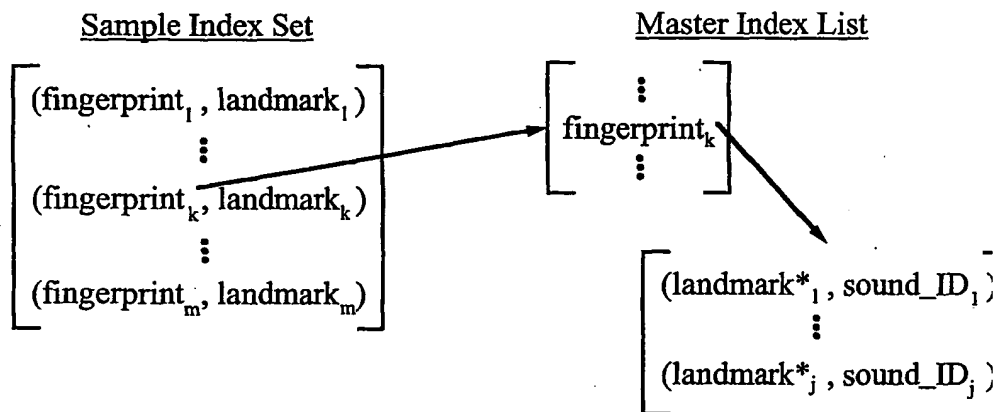 Sample Index Set
(fingerprint₁, landmark₁)
(fingerprintₖ, landmarkₖ)
(fingerprintₘ, landmarkₘ)
Master Index List
fingerprintₖ
(landmark*₁, sound_ID₁)
(landmark*ⱼ, sound_IDⱼ)